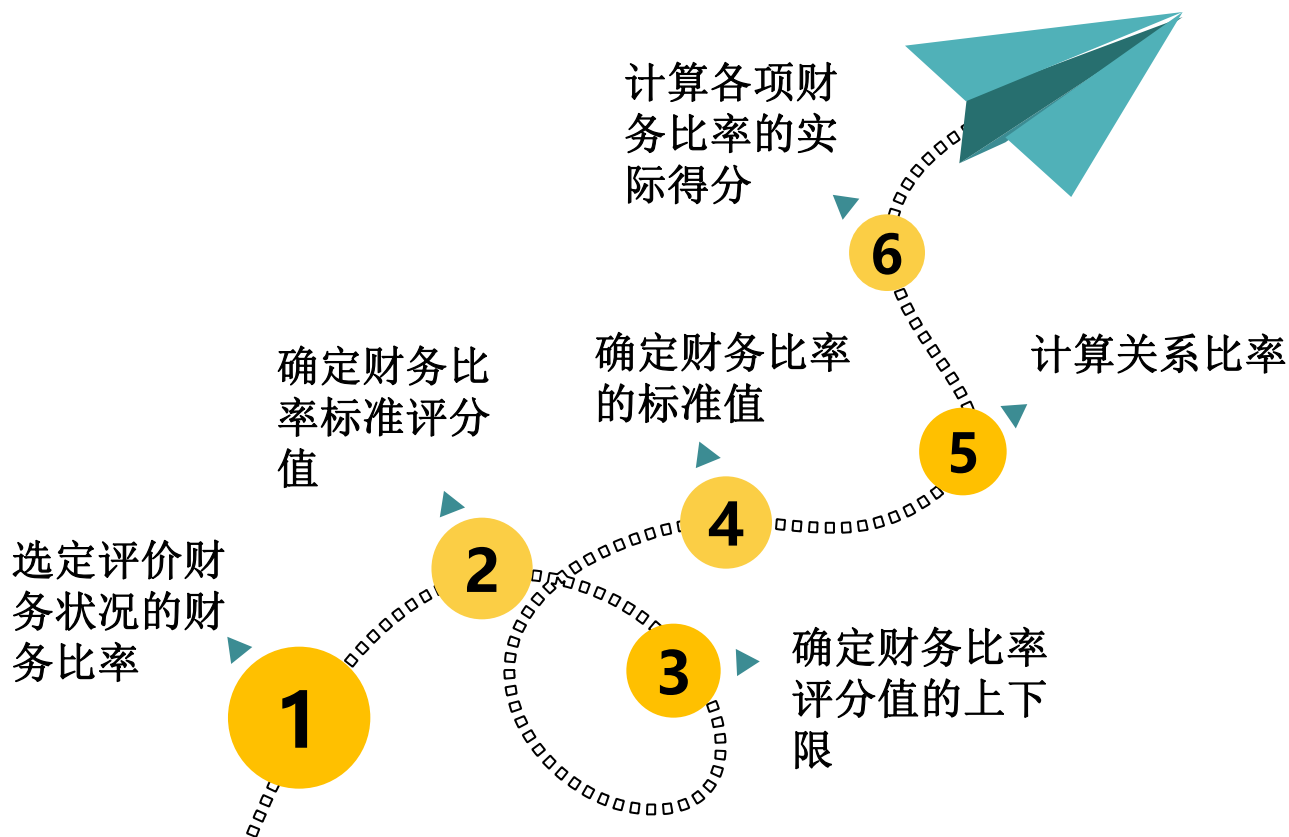 1
选定评价财
务状况的财
务比率
2
确定财务比
率标准评分
值
3
确定财务比率
评分值的上下
限
4
确定财务比率
的标准值
5
计算关系比率
6
计算各项财
务比率的实
际得分